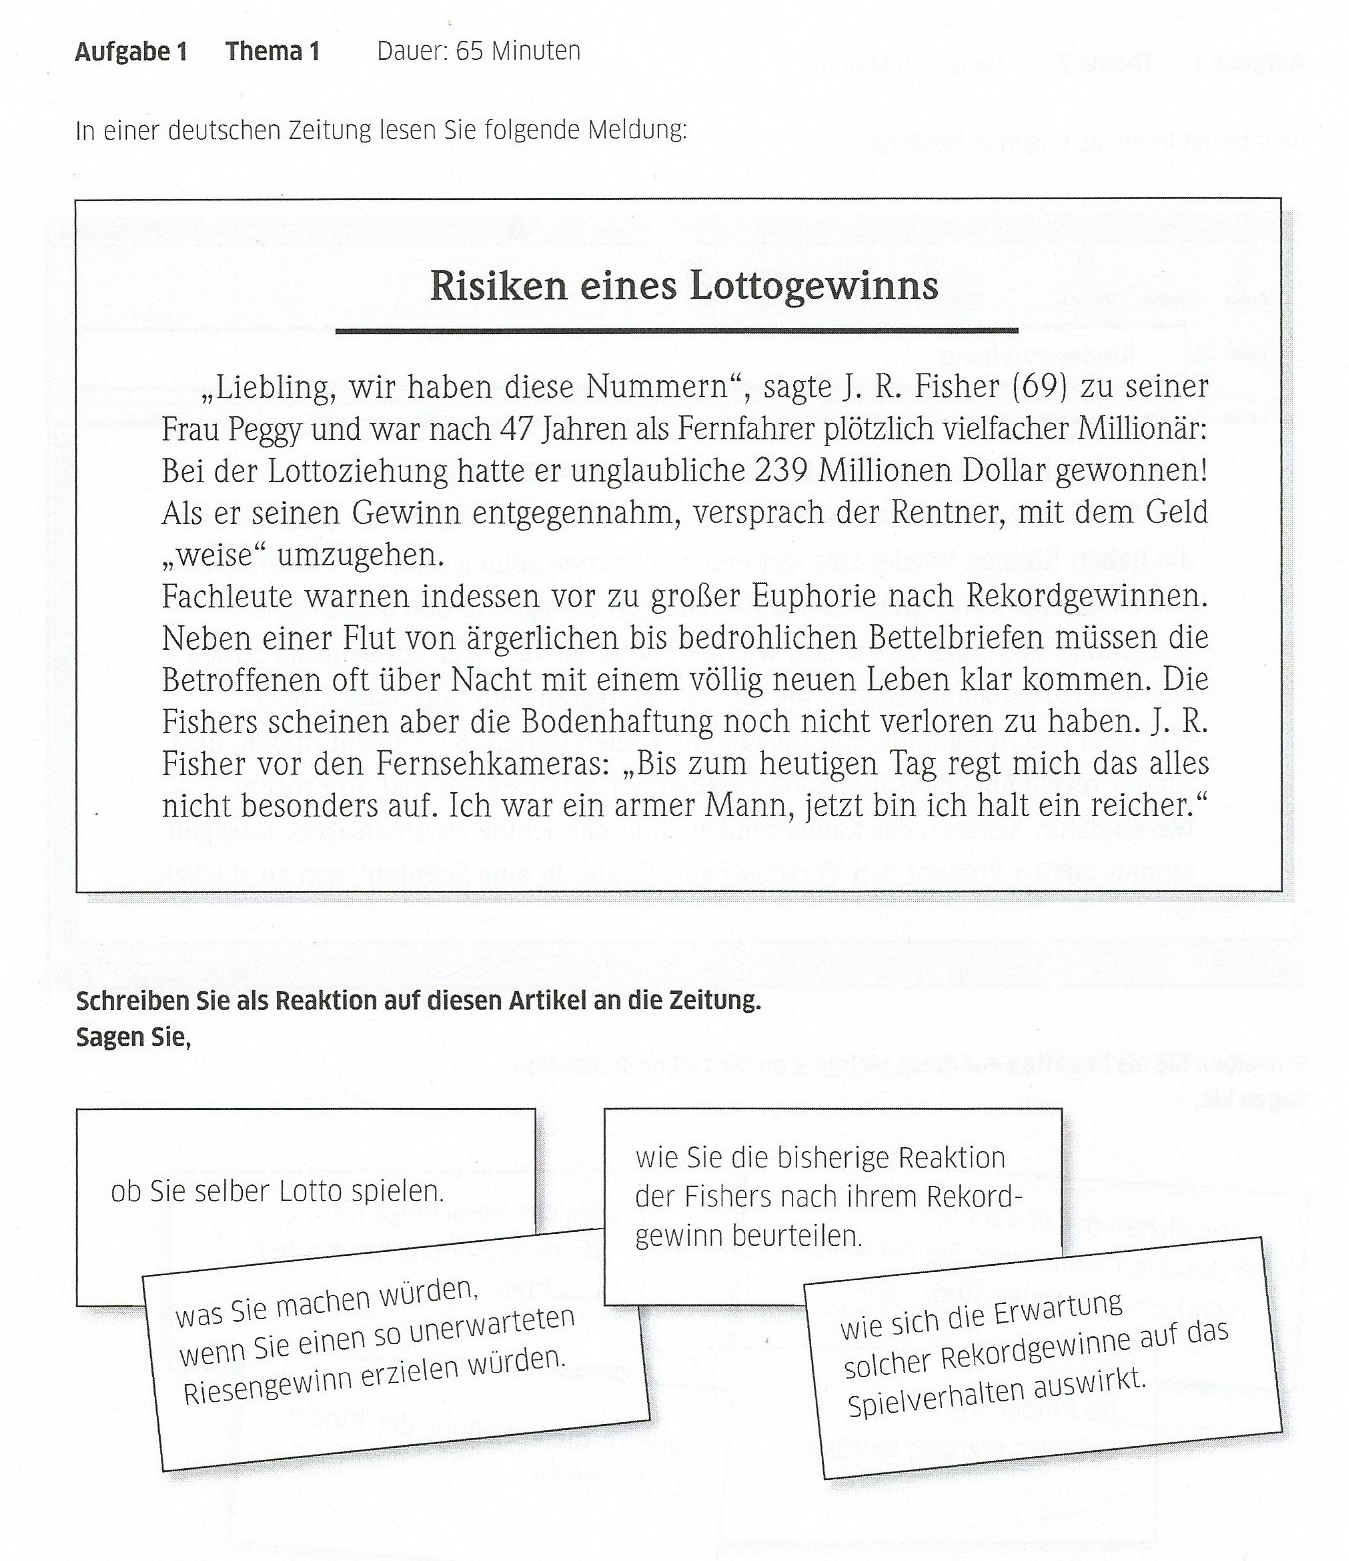 Aufgabe 1 Thema 1 Dauer: 65 Minuten
In einer deutschen Zeitung lesen Sie folgende Meldung:
Risiken eines Lottogewinns
„Liebling, wir haben diese Nummern“, sagte J. R. Fisher (69) zu seiner
Frau Peggy und war nach 47 Jahren als Fernfahrer plötzlich vielfacher Millionär:
Bei der Lottoziehung hatte er unglaubliche 239 Millionen Dollar gewonnen!
Als er seinen Gewinn entgegennahm, versprach der Rentner, mit dem Geld
„weise“ umzugehen.
Fachleute warnen indessen vor zu großer Euphorie nach Rekordgewinnen.
Neben einer Flut von ärgerlichen bis bedrohlichen Bettelbriefen müssen die
Betroffenen oft über Nacht mit einem völlig neuen Leben klar kommen. Die
Fishers scheinen aber die Bodenhaftung noch nicht verloren zu haben. J. R.
Fisher vor den Fernsehkameras: „Bis zum heutigen Tag regt mich das alles
nicht besonders auf. Ich war ein armer Mann, jetzt bin ich halt ein reicher.“
Schreiben Sie als Reaktion auf diesen Artikel an die Zeitung.
Sagen Sie,
ob Sie selber Lotto spielen.
was Sie machen würden,
wenn Sie einen so unerwarteten
Riesengewinn erzielen würden.
wie Sie die bisherige Reaktion
der Fishers nach ihrem Rekord-
gewinn beurteilen.
wie sich die Erwartung
solcher Rekordgewinne auf das
Spielverhalten auswirkt.